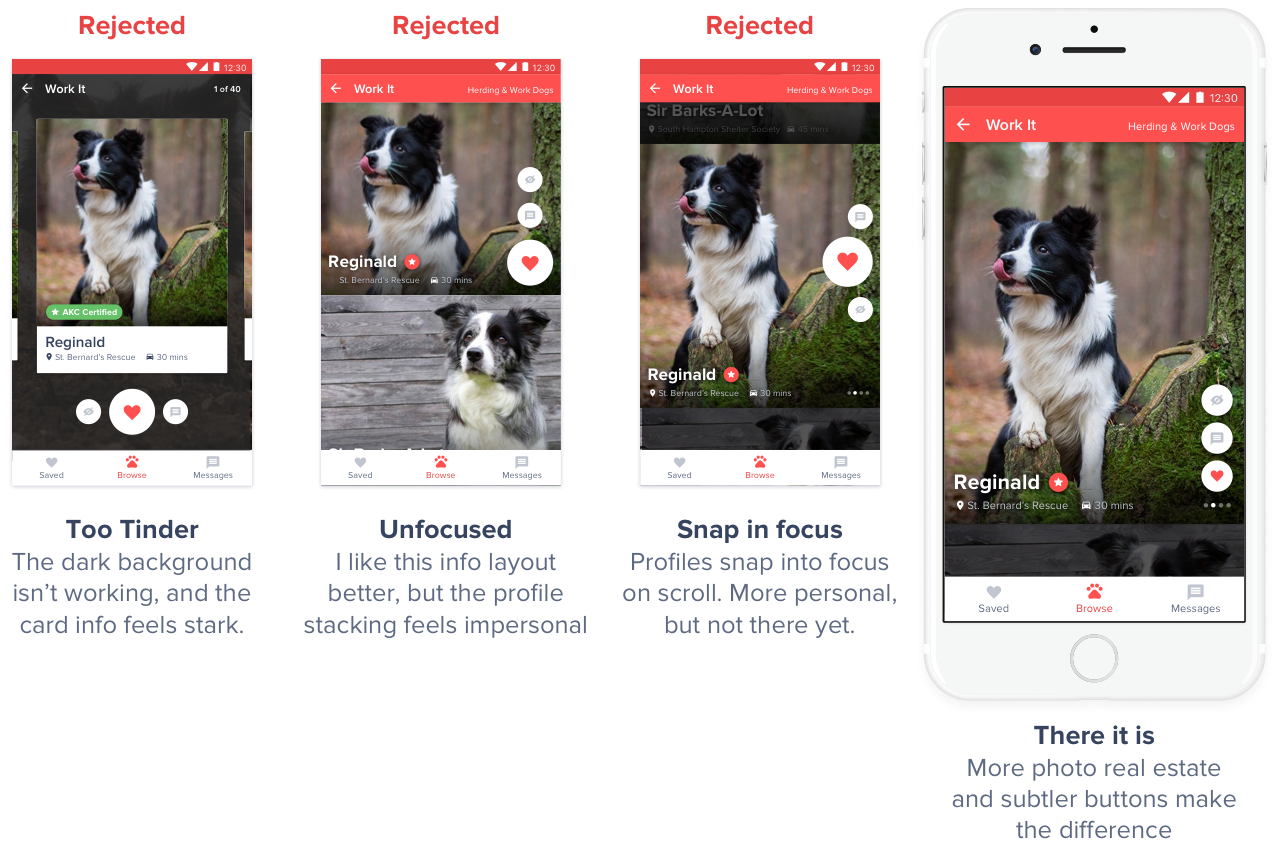 Rejected
12:30
Work It
1 of 40
AKC Certified
Reginald
St. Bernard's Rescue 30 mins
Saved Browse Messages
Too Tinder
The dark background
isn’t working, and the
card info feels stark.
Rejected
12:30
Work It Herding & Work Dogs
Reginald
St. Bernard's Rescue 30 mins
Saved Browse Messages
Unfocused
I like this info layout
better, but the profile
stacking feels impersonal
Rejected
12:30
Work It Herding & Work Dogs
Sir Barks-A-Lot
South Hampton Shelter Society 45 mins
Reginald
St. Bernard's Rescue 30 mins
Saved Browse Messages
Snap in focus
Profiles snap into focus
on scroll. More personal,
but not there yet.
12:30
Work It Herding & Work Dogs
Reginald
St. Bernard's Rescue 30 mins
Saved Browse Messages
There it is
More photo real estate
and subtler buttons make
the difference